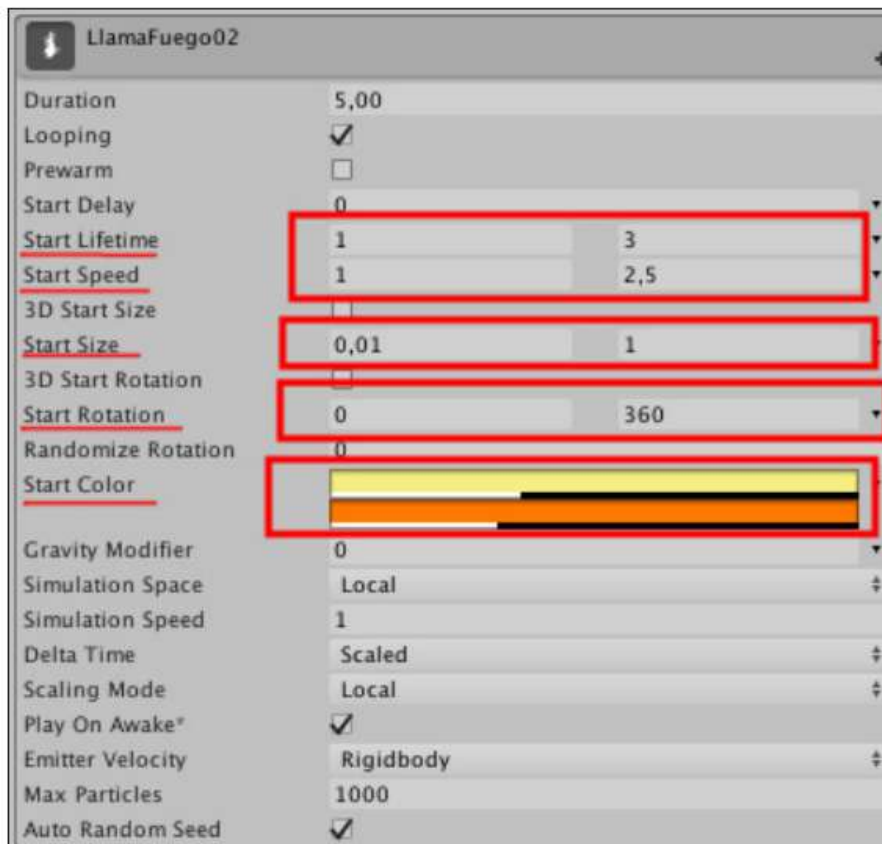 LlamaFuego02
Duration 5,00
Looping
Prewarm
Start Delay 0
Start Lifetime 1 3
Start Speed 1 2,5
3D Start Size
Start Size 0,01 1
3D Start Rotation
Start Rotation 0 360
Randomize Rotation 0
Start Color
Gravity Modifier 0
Simulation Space Local
Simulation Speed 1
Delta Time Scaled
Scaling Mode Local
Play On Awake*
Emitter Velocity Rigidbody
Max Particles 1000
Auto Random Seed